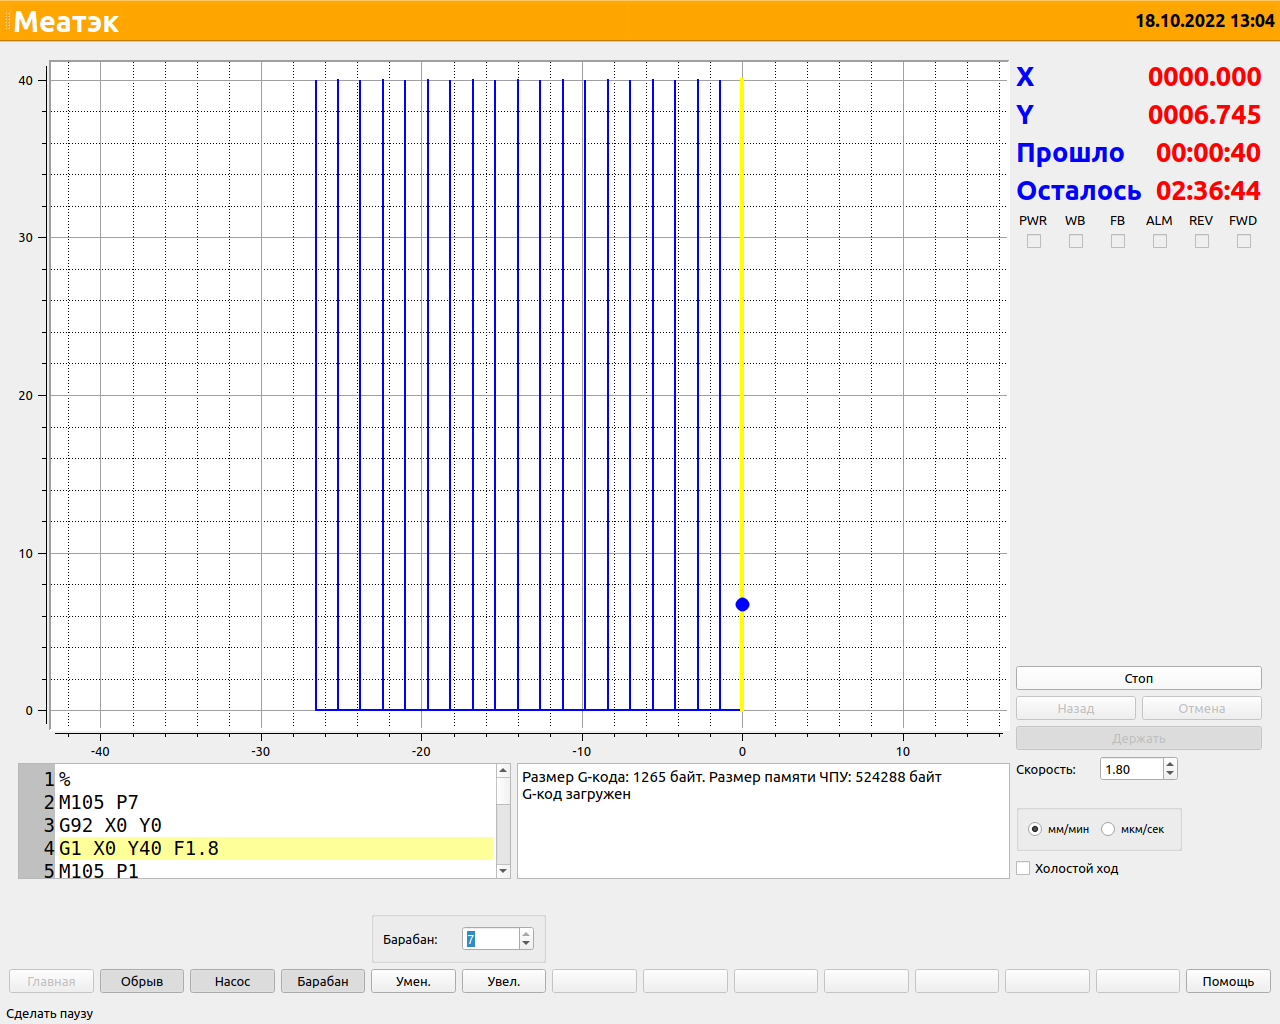 Меатэк
18.10.2022 13:04
40
30
20
10
0
-40 -30 -20 -10 0 10
X 0000.000
Y 0006.745
Прошло 00:00:40
Осталось 02:36:44
PWR WB FB ALM REV FWD
Стоп
Назад Отмена
Держать
Скорость: 1.80
мм/мин мкм/сек
Холостой ход
1 %
2 M105 P7
3 G92 X0 Y0
4 G1 X0 Y40 F1.8
5 M105 P1
Размер G-кода: 1265 байт. Размер памяти ЧПУ: 524288 байт
G-код загружен
Барабан: 7
Главная Обрыв Насос Барабан Умен. Увел. Помощь
Сделать паузу